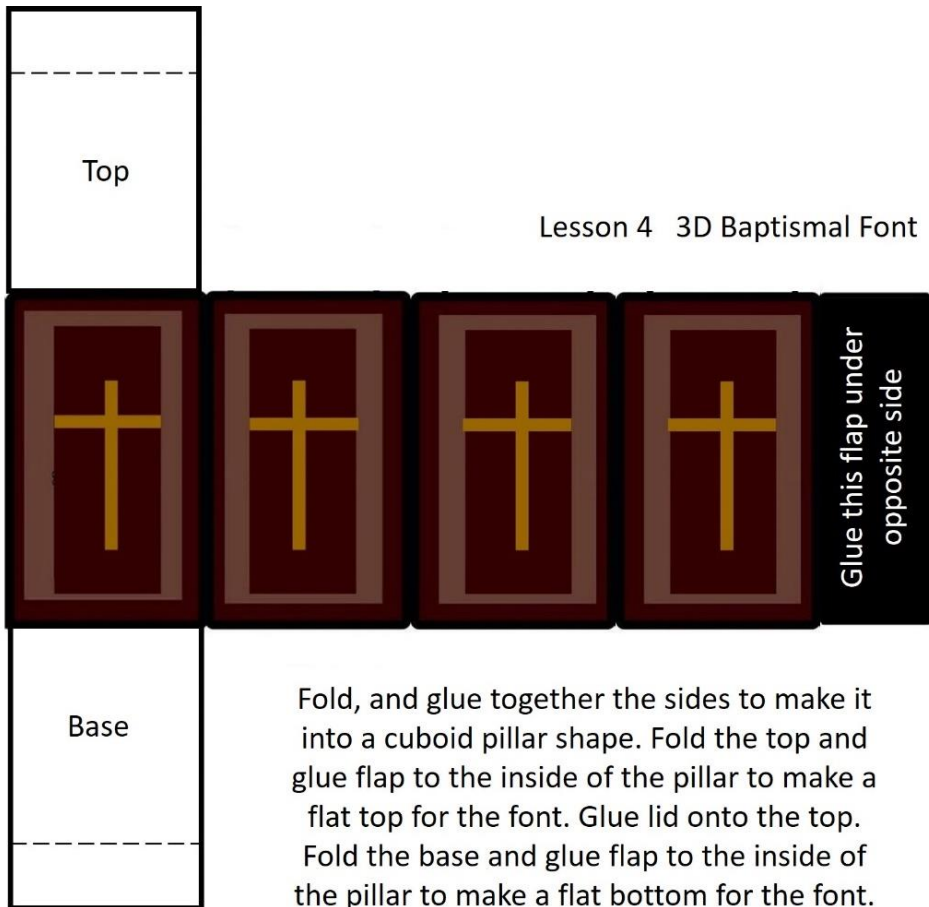 Top
Lesson 4   3D Baptismal Font
Glue this flap under
opposite side
Base
Fold, and glue together the sides to make it
into a cuboid pillar shape. Fold the top and
glue flap to the inside of the pillar to make a
flat top for the font. Glue lid onto the top.
Fold the base and glue flap to the inside of
the pillar to make a flat bottom for the font.